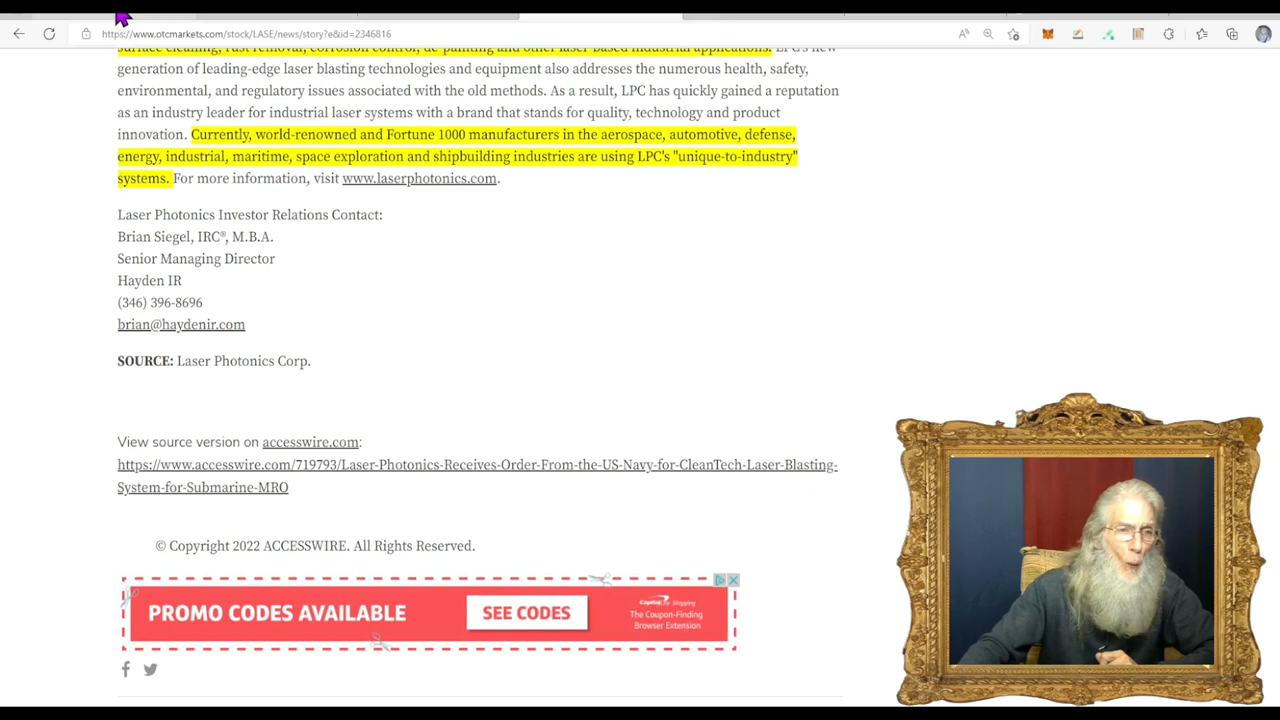 https://www.otcmarkets.com/stock/LASE/news/story?e&id=2346816
surface cleaning, rust removal, corrosion control, de-painting and other laser-based industrial applications. LPC's new
generation of leading-edge laser blasting technologies and equipment also addresses the numerous health, safety,
environmental, and regulatory issues associated with the old methods. As a result, LPC has quickly gained a reputation
as an industry leader for industrial laser systems with a brand that stands for quality, technology and product
innovation. Currently, world-renowned and Fortune 1000 manufacturers in the aerospace, automotive, defense,
energy, industrial, maritime, space exploration and shipbuilding industries are using LPC's "unique-to-industry"
systems. For more information, visit www.laserphotonics.com.
Laser Photonics Investor Relations Contact:
Brian Siegel, IRC®, M.B.A.
Senior Managing Director
Hayden IR
(346) 396-8696
brian@haydenir.com
SOURCE: Laser Photonics Corp.
View source version on accesswire.com:
https://www.accesswire.com/719793/Laser-Photonics-Receives-Order-From-the-US-Navy-for-CleanTech-Laser-Blasting-
System-for-Submarine-MRO
© Copyright 2022 ACCESSWIRE. All Rights Reserved.
PROMO CODES AVAILABLE
SEE CODES
Capital One Shopping
The Coupon-Finding
Browser Extension